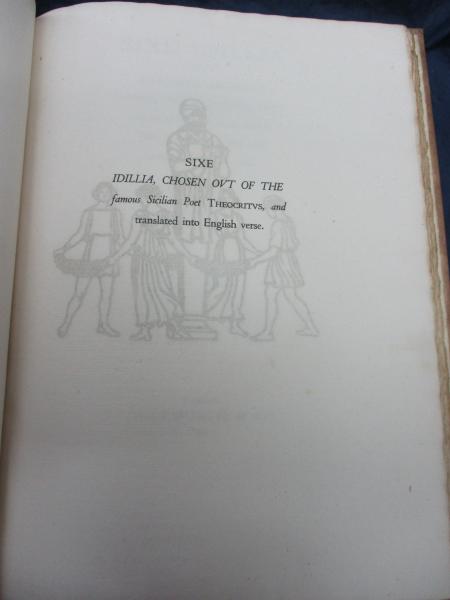 SIXE
IDILLIA, CHOSEN OVT OF THE
famous Sicilian Poet THEOCRITVS, and
translated into English verse.